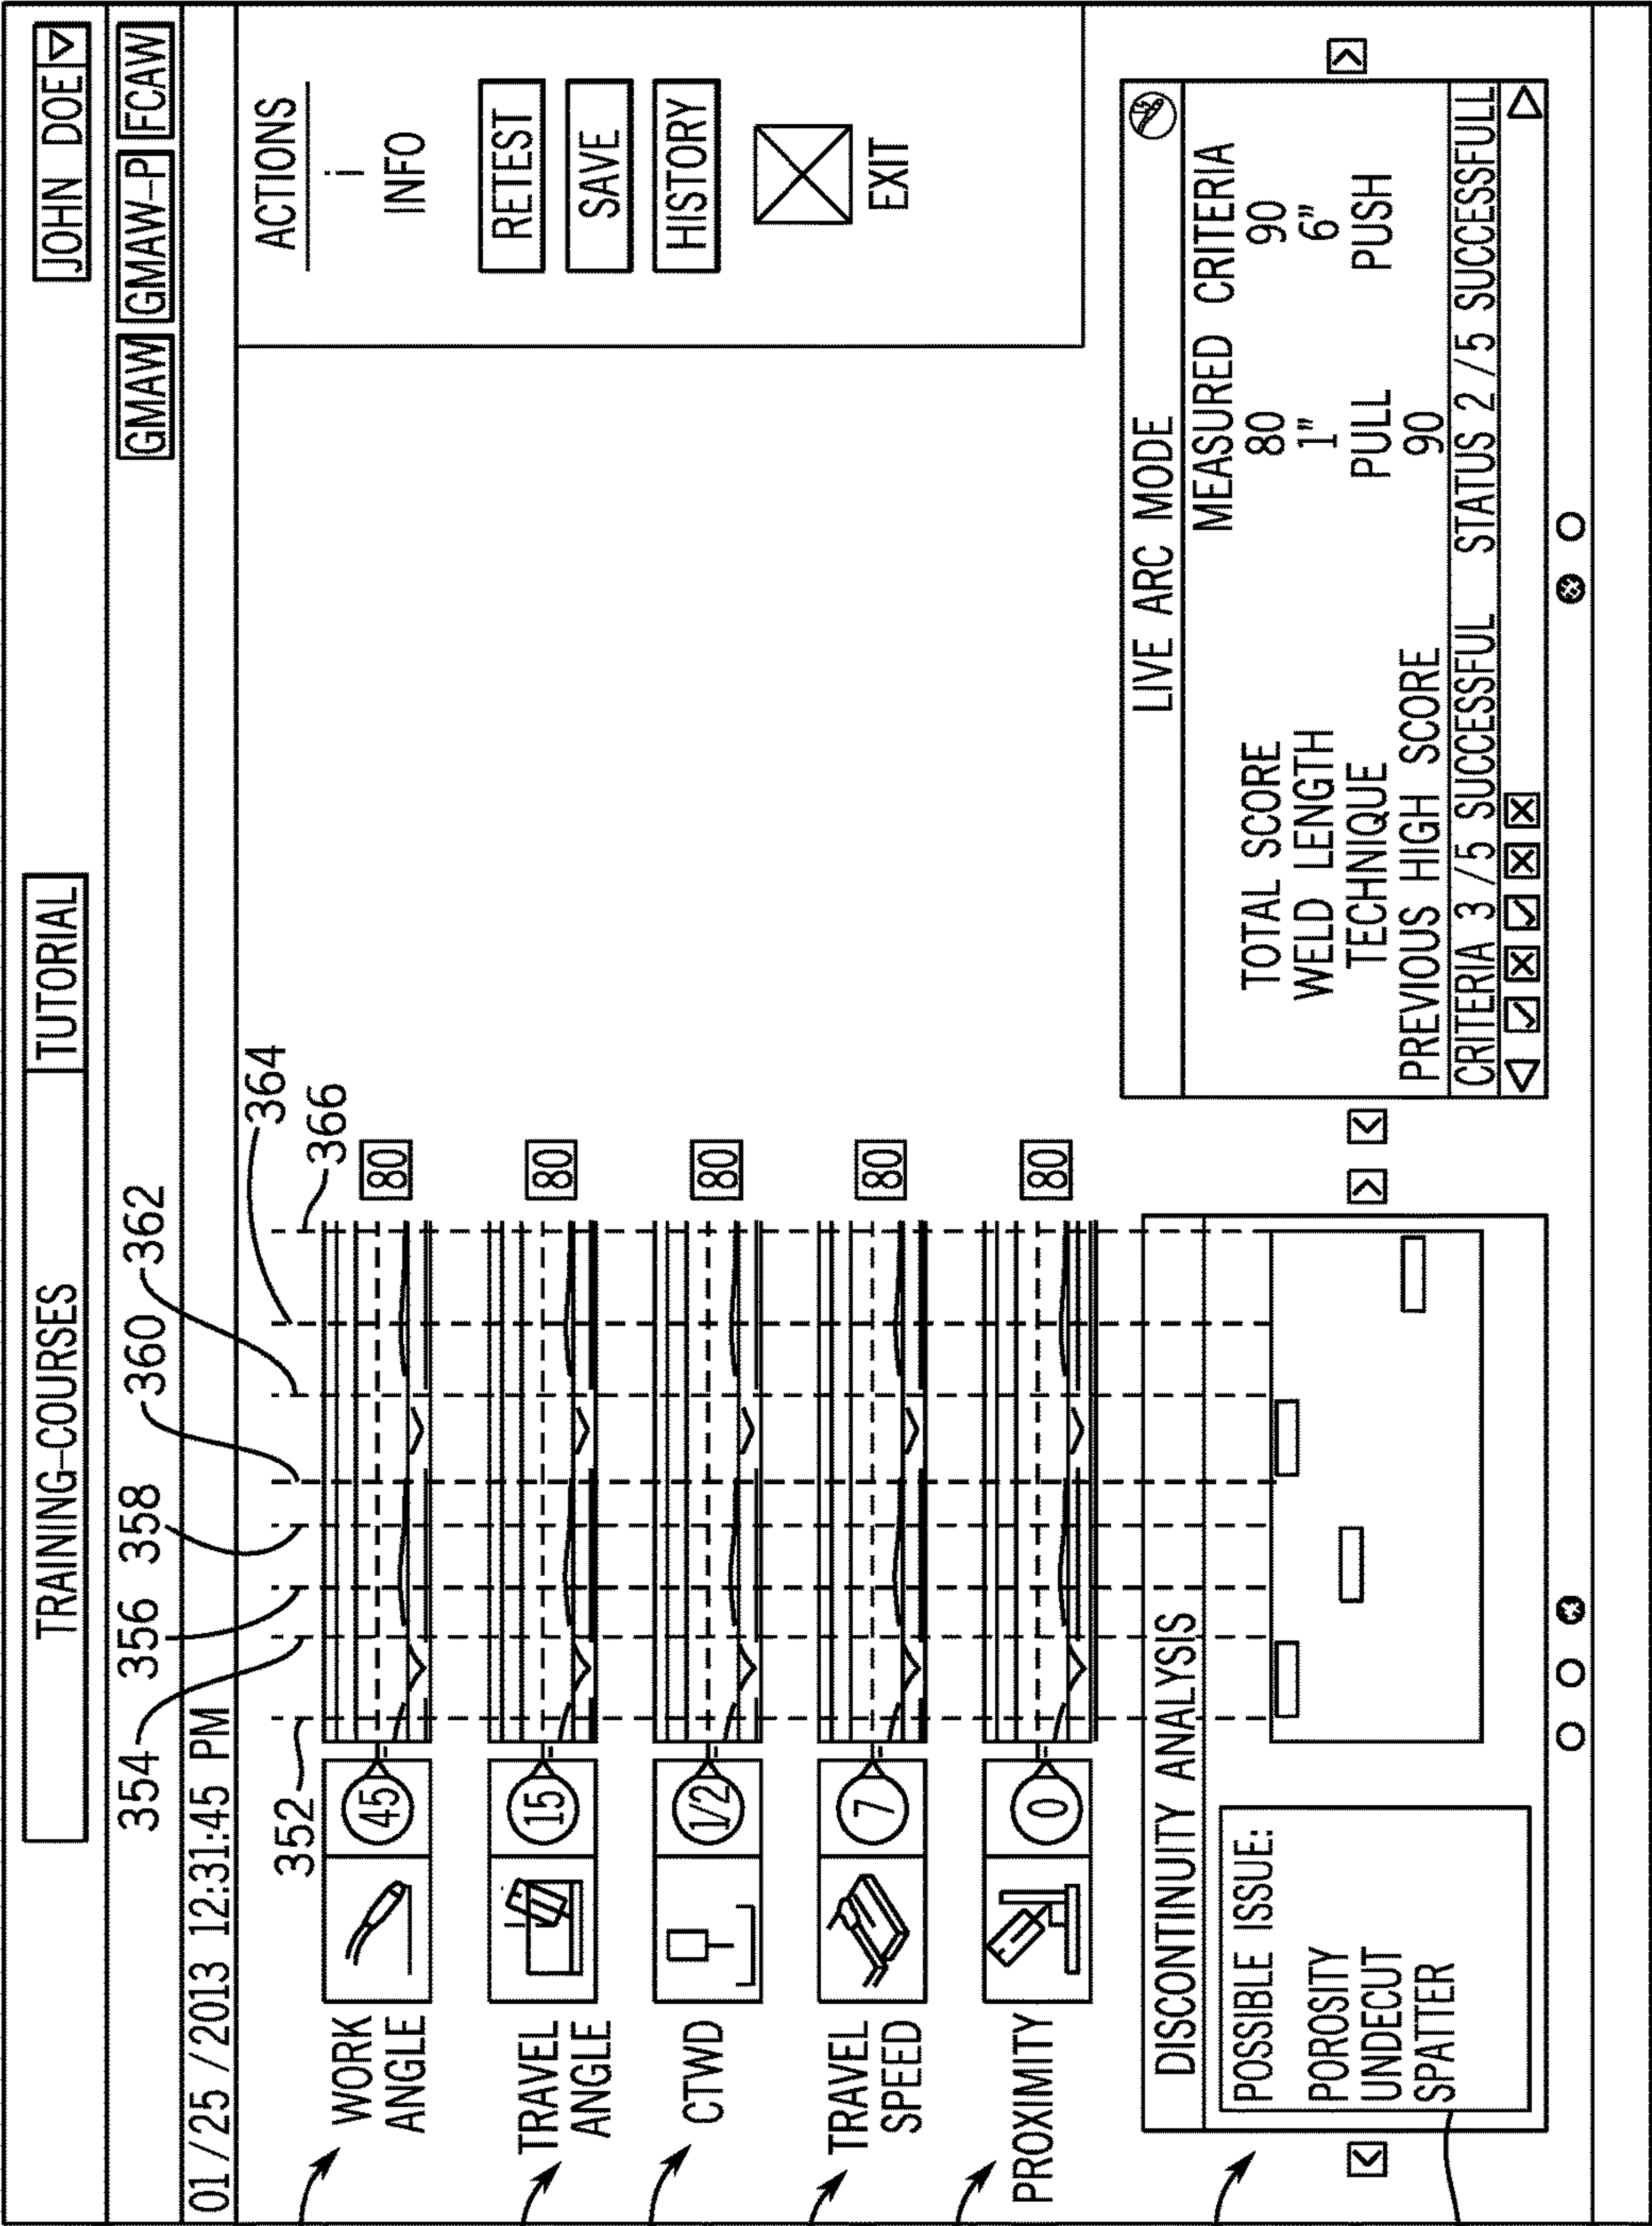 TRAINING-COURSES TUTORIAL JOHN DOE
GMAW GMAW-P FCAW
01/25/2013 12:31:45 PM
354 356 358 360 362
352
364
366
WORK
ANGLE
45
80
TRAVEL
ANGLE
15
80
CTWD
1/2
80
TRAVEL
SPEED
7
80
PROXIMITY
0
80
ACTIONS
i
INFO
RETEST
SAVE
HISTORY
EXIT
DISCONTINUITY ANALYSIS
POSSIBLE ISSUE:
POROSITY
UNDECUT
SPATTER
LIVE ARC MODE
MEASURED CRITERIA
TOTAL SCORE 80 90
WELD LENGTH 1" 6"
TECHNIQUE PULL PUSH
PREVIOUS HIGH SCORE 90
CRITERIA 3 /5 SUCCESSFUL STATUS 2 /5 SUCCESSFULL